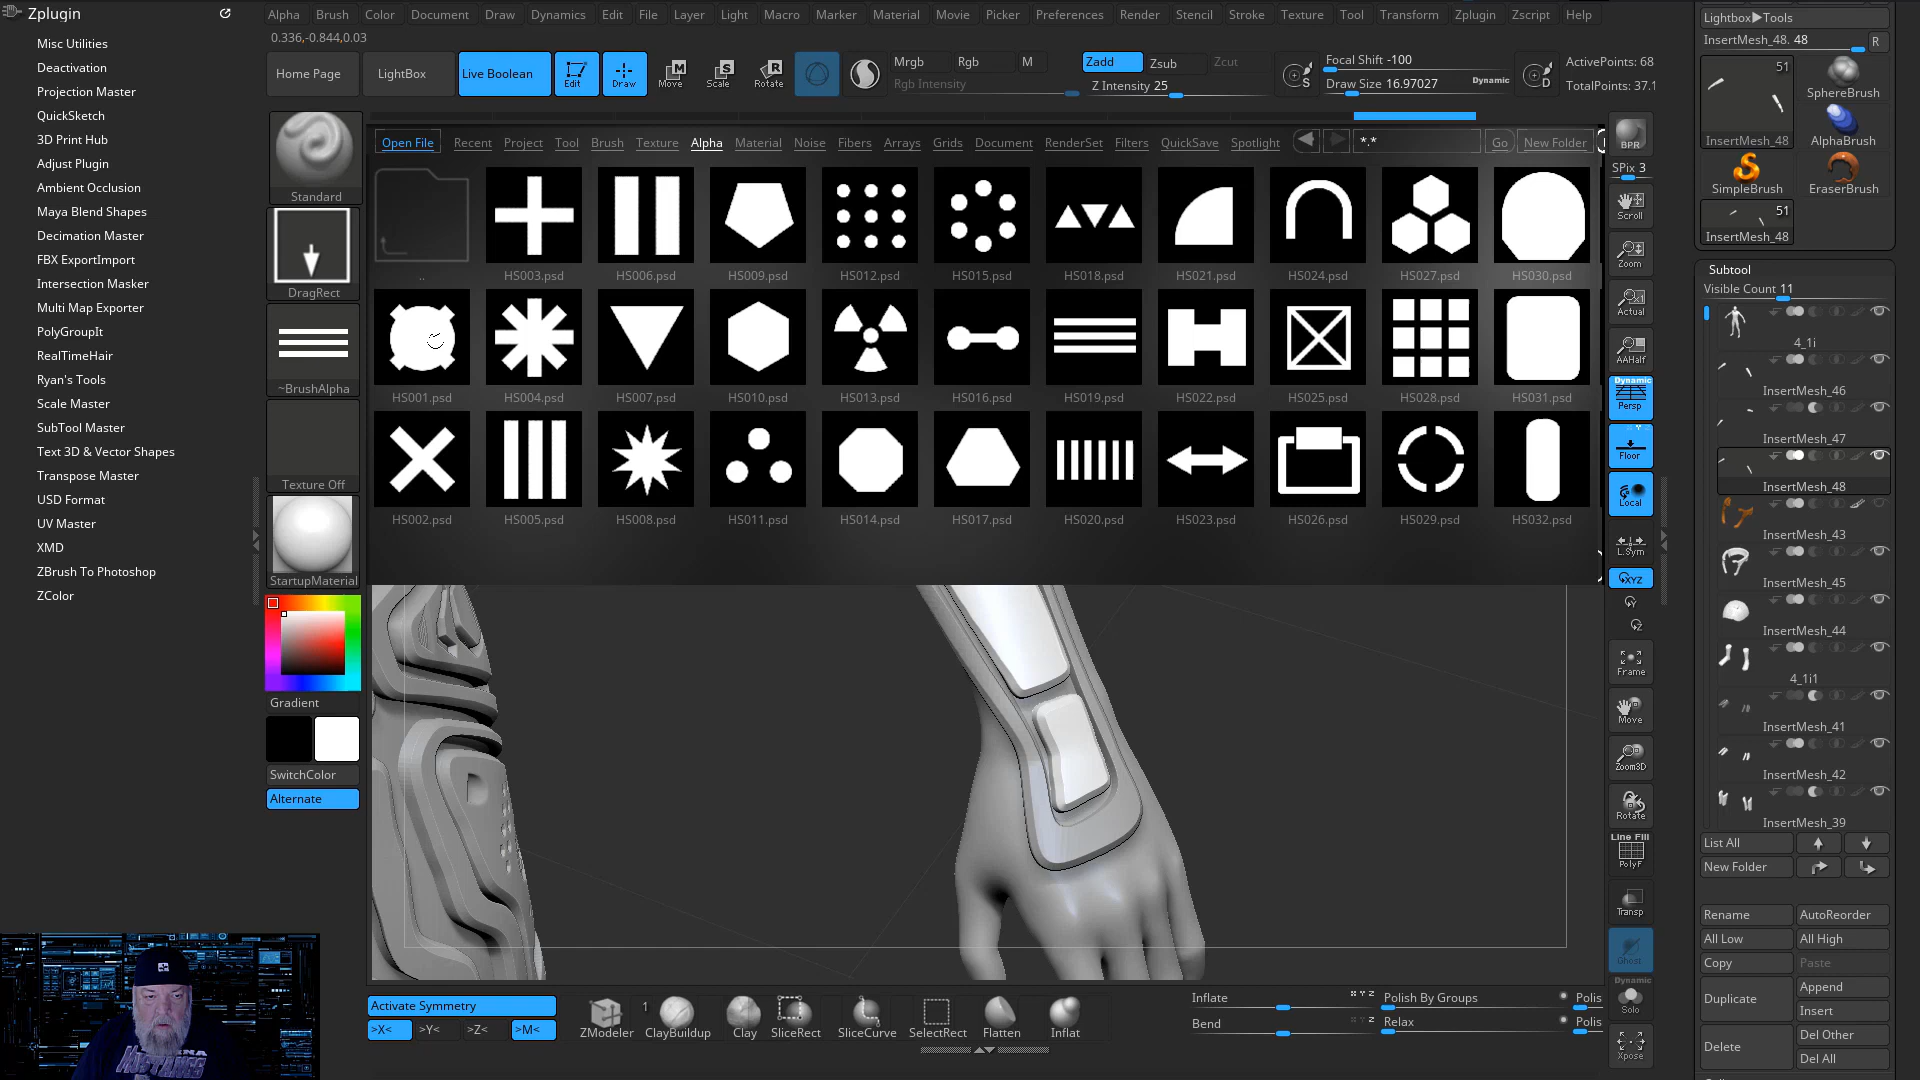 Zplugin
Misc Utilities
Deactivation
Projection Master
QuickSketch
3D Print Hub
Adjust Plugin
Ambient Occlusion
Maya Blend Shapes
Decimation Master
FBX ExportImport
Intersection Masker
Multi Map Exporter
PolyGroupIt
RealTimeHair
Ryan's Tools
Scale Master
SubTool Master
Text 3D & Vector Shapes
Transpose Master
USD Format
UV Master
XMD
ZBrush To Photoshop
ZColor
Alpha Brush Color Document Draw Dynamics Edit File Layer Light Macro Marker Material Movie Picker Preferences Render Stencil Stroke Texture Tool Transform Zplugin Zscript Help
0.336,-0.844,0.03
Home Page
LightBox
Live Boolean
Edit
Draw
Move
Scale
Rotate
Mrgb Rgb M
Rgb Intensity
Zadd Zsub Zcut
Z Intensity 25
Focal Shift -100
Draw Size 16.97027 Dynamic
ActivePoints: 68
TotalPoints: 37.1
Standard
DragRect
~BrushAlpha
Texture Off
StartupMaterial
Gradient
SwitchColor
Alternate
Open File Recent Project Tool Brush Texture Alpha Material Noise Fibers Arrays Grids Document RenderSet Filters QuickSave Spotlight *.* Go New Folder
.. HS003.psd HS006.psd HS009.psd HS012.psd HS015.psd HS018.psd HS021.psd HS024.psd HS027.psd HS030.psd
HS001.psd HS004.psd HS007.psd HS010.psd HS013.psd HS016.psd HS019.psd HS022.psd HS025.psd HS028.psd HS031.psd
HS002.psd HS005.psd HS008.psd HS011.psd HS014.psd HS017.psd HS020.psd HS023.psd HS026.psd HS029.psd HS032.psd
BPR
SPix 3
Scroll
Zoom
Actual
AAHalf
Dynamic
Persp
Floor
Local
L.Sym
XYZ
Y
Z
Frame
Move
Zoom3D
Rotate
Line Fill
PolyF
Transp
Ghost
Dynamic
Solo
Xpose
Lightbox▶Tools
InsertMesh_48. 48 R
51
InsertMesh_48
SphereBrush
AlphaBrush
SimpleBrush
EraserBrush
51
InsertMesh_48
Subtool
Visible Count 11
4_1i
InsertMesh_46
InsertMesh_47
InsertMesh_48
InsertMesh_43
InsertMesh_45
InsertMesh_44
4_1i1
InsertMesh_41
InsertMesh_42
InsertMesh_39
List All
New Folder
Rename AutoReorder
All Low All High
Copy Paste
Duplicate Append
Insert
Delete Del Other
Del All
Activate Symmetry
>X< >Y< >Z< >M<
1
ZModeler ClayBuildup Clay SliceRect SliceCurve SelectRect Flatten Inflat
Inflate Polish By Groups Polis
Bend Relax Polis